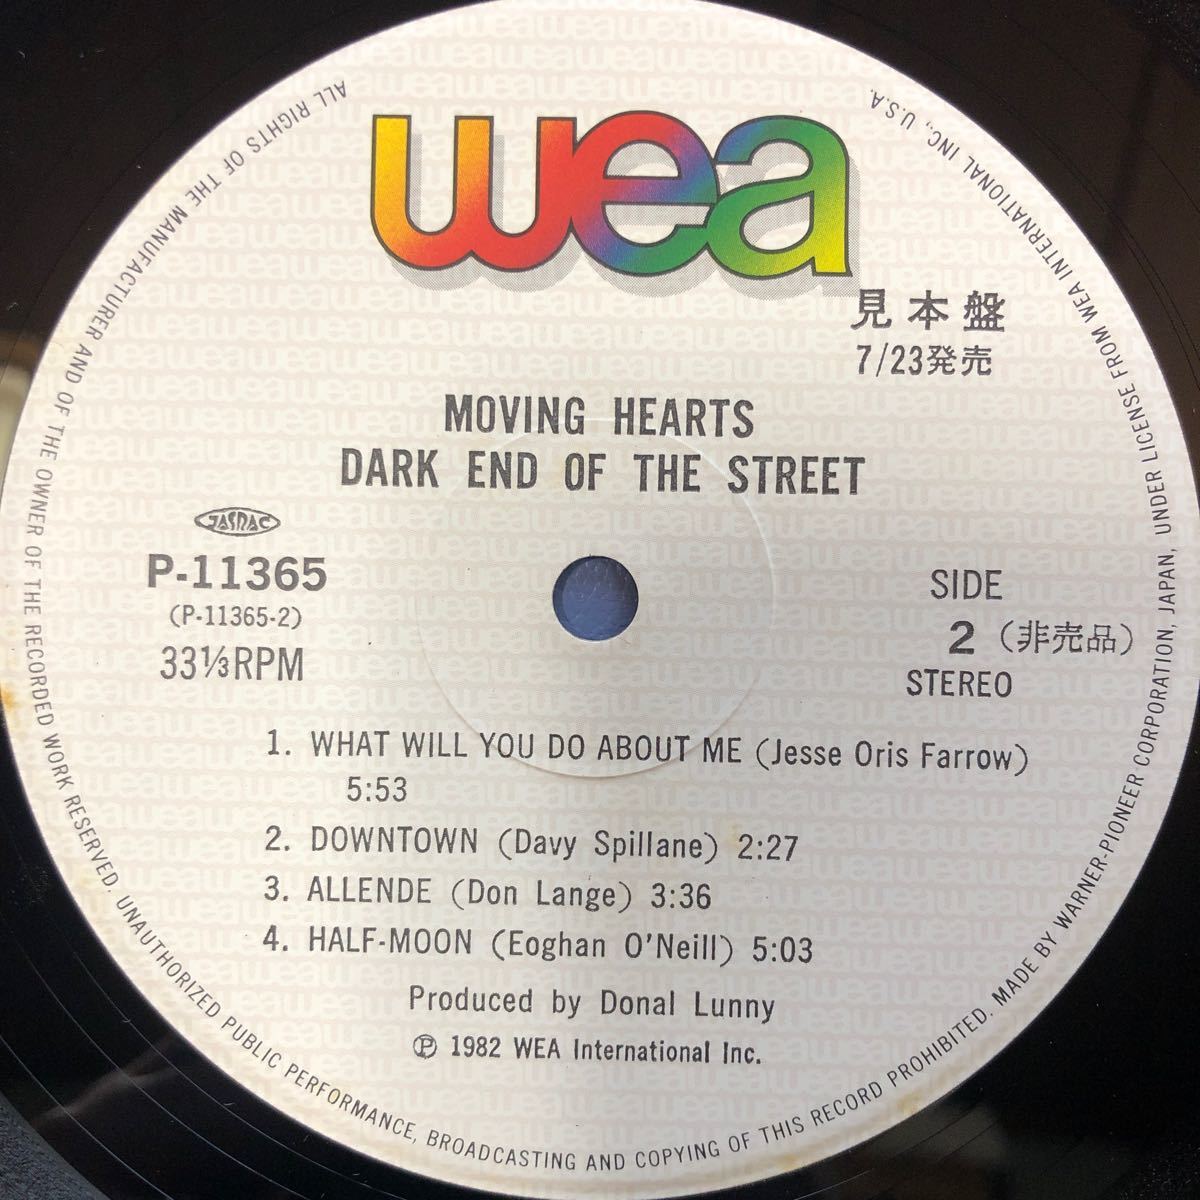 wea
見本盤
7/23発売
MOVING HEARTS
DARK END OF THE STREET
JASRAC
P-11365
(P-11365-2)
33⅓RPM
SIDE
2 (非売品)
STEREO
1. WHAT WILL YOU DO ABOUT ME (Jesse Oris Farrow)
5:53
2. DOWNTOWN (Davy Spillane) 2:27
3. ALLENDE (Don Lange) 3:36
4. HALF-MOON (Eoghan O'Neill) 5:03
Produced by Donal Lunny
Ⓟ 1982 WEA International Inc.
ALL RIGHTS OF THE MANUFACTURER AND OF THE OWNER OF THE RECORDED WORK RESERVED. UNAUTHORIZED PUBLIC PERFORMANCE, BROADCASTING AND COPYING OF THIS RECORD PROHIBITED. MADE BY WARNER-PIONEER CORPORATION, JAPAN, UNDER LICENSE FROM WEA INTERNATIONAL INC., U.S.A.